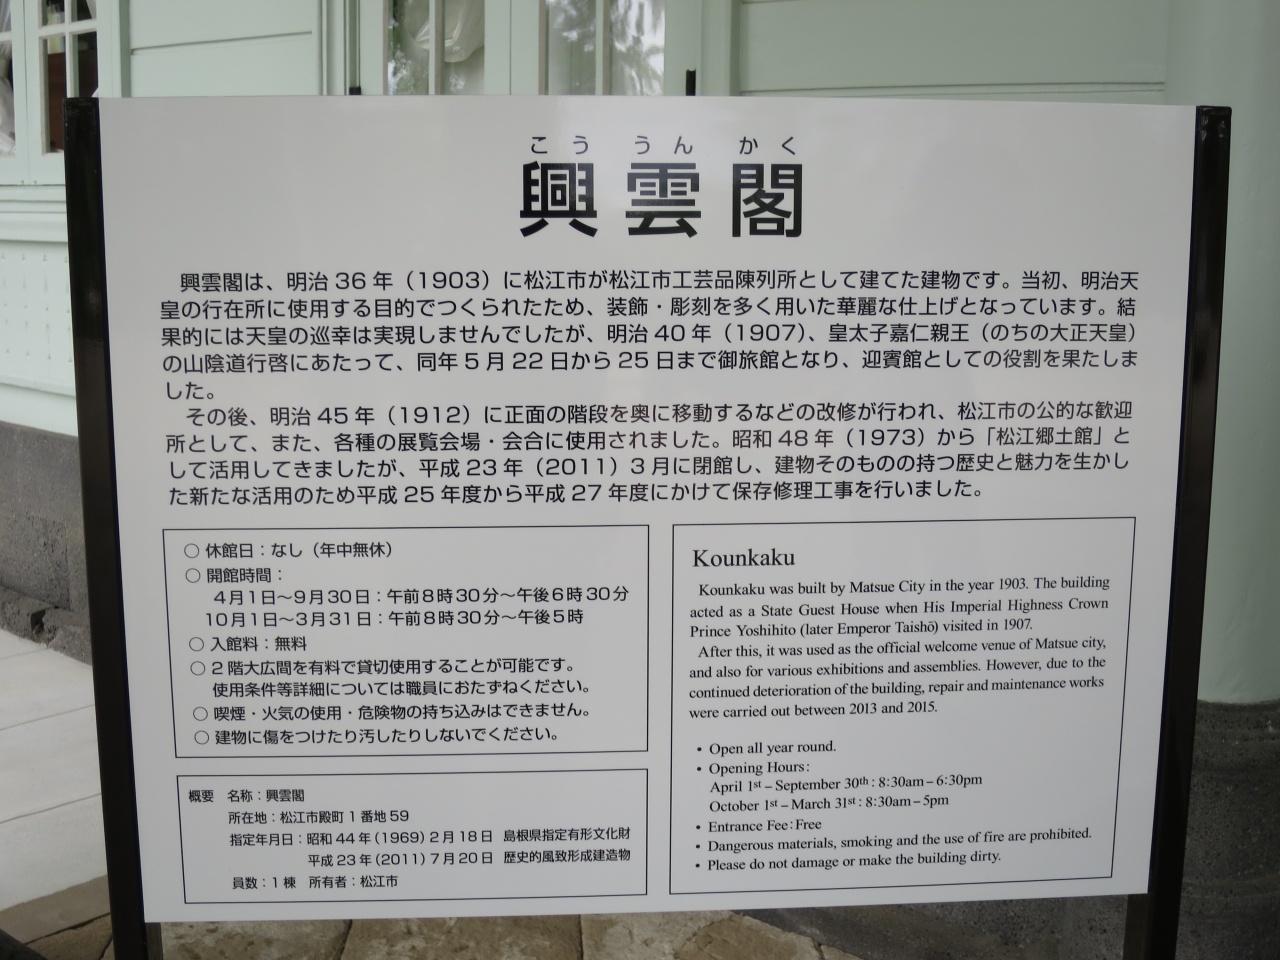 こう うん かく
興雲閣
興雲閣は、明治36年（1903）に松江市が松江市工芸品陳列所として建てた建物です。当初、明治天
皇の行在所に使用する目的でつくられたため、装飾・彫刻を多く用いた華麗な仕上げとなっています。結
果的には天皇の巡幸は実現しませんでしたが、明治40年（1907）、皇太子嘉仁親王（のちの大正天皇）
の山陰道行啓にあたって、同年5月22日から25日まで御旅館となり、迎賓館としての役割を果たしま
した。
その後、明治45年（1912）に正面の階段を奥に移動するなどの改修が行われ、松江市の公的な歓迎
所として、また、各種の展覧会場・会合に使用されました。昭和48年（1973）から「松江郷土館」と
して活用してきましたが、平成23年（2011）3月に閉館し、建物そのものの持つ歴史と魅力を生かし
た新たな活用のため平成25年度から平成27年度にかけて保存修理工事を行いました。
○ 休館日：なし（年中無休）
○ 開館時間：
4月1日～9月30日：午前8時30分～午後6時30分
10月1日～3月31日：午前8時30分～午後5時
○ 入館料：無料
○ 2階大広間を有料で貸切使用することが可能です。
使用条件等詳細については職員におたずねください。
○ 喫煙・火気の使用・危険物の持ち込みはできません。
○ 建物に傷をつけたり汚したりしないでください。
概要 名称：興雲閣
所在地：松江市殿町1番地59
指定年月日：昭和44年(1969)2月18日 島根県指定有形文化財
平成23年(2011)7月20日 歴史的風致形成建造物
員数：1棟 所有者：松江市
Kounkaku
Kounkaku was built by Matsue City in the year 1903. The building
acted as a State Guest House when His Imperial Highness Crown
Prince Yoshihito (later Emperor Taishō) visited in 1907.
After this, it was used as the official welcome venue of Matsue city,
and also for various exhibitions and assemblies. However, due to the
continued deterioration of the building, repair and maintenance works
were carried out between 2013 and 2015.
• Open all year round.
• Opening Hours:
April 1st – September 30th : 8:30am – 6:30pm
October 1st – March 31st : 8:30am – 5pm
• Entrance Fee: Free
• Dangerous materials, smoking and the use of fire are prohibited.
• Please do not damage or make the building dirty.